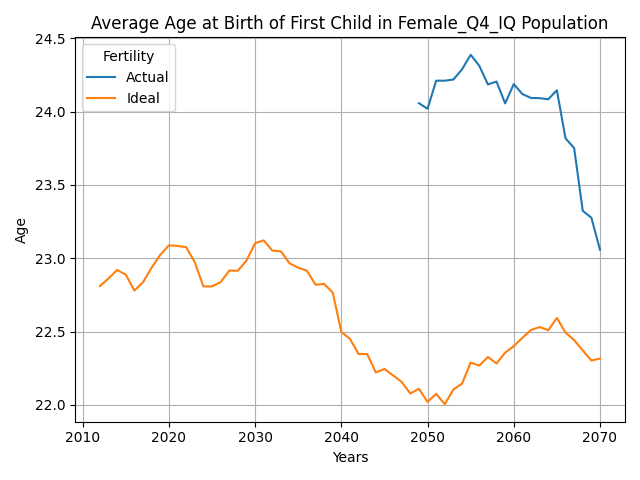 Average Age at Birth of First Child in Female_Q4_IQ Population
24.5
24.0
23.5
23.0
22.5
22.0
Age
Fertility
Actual
Ideal
2010 2020 2030 2040 2050 2060 2070
Years